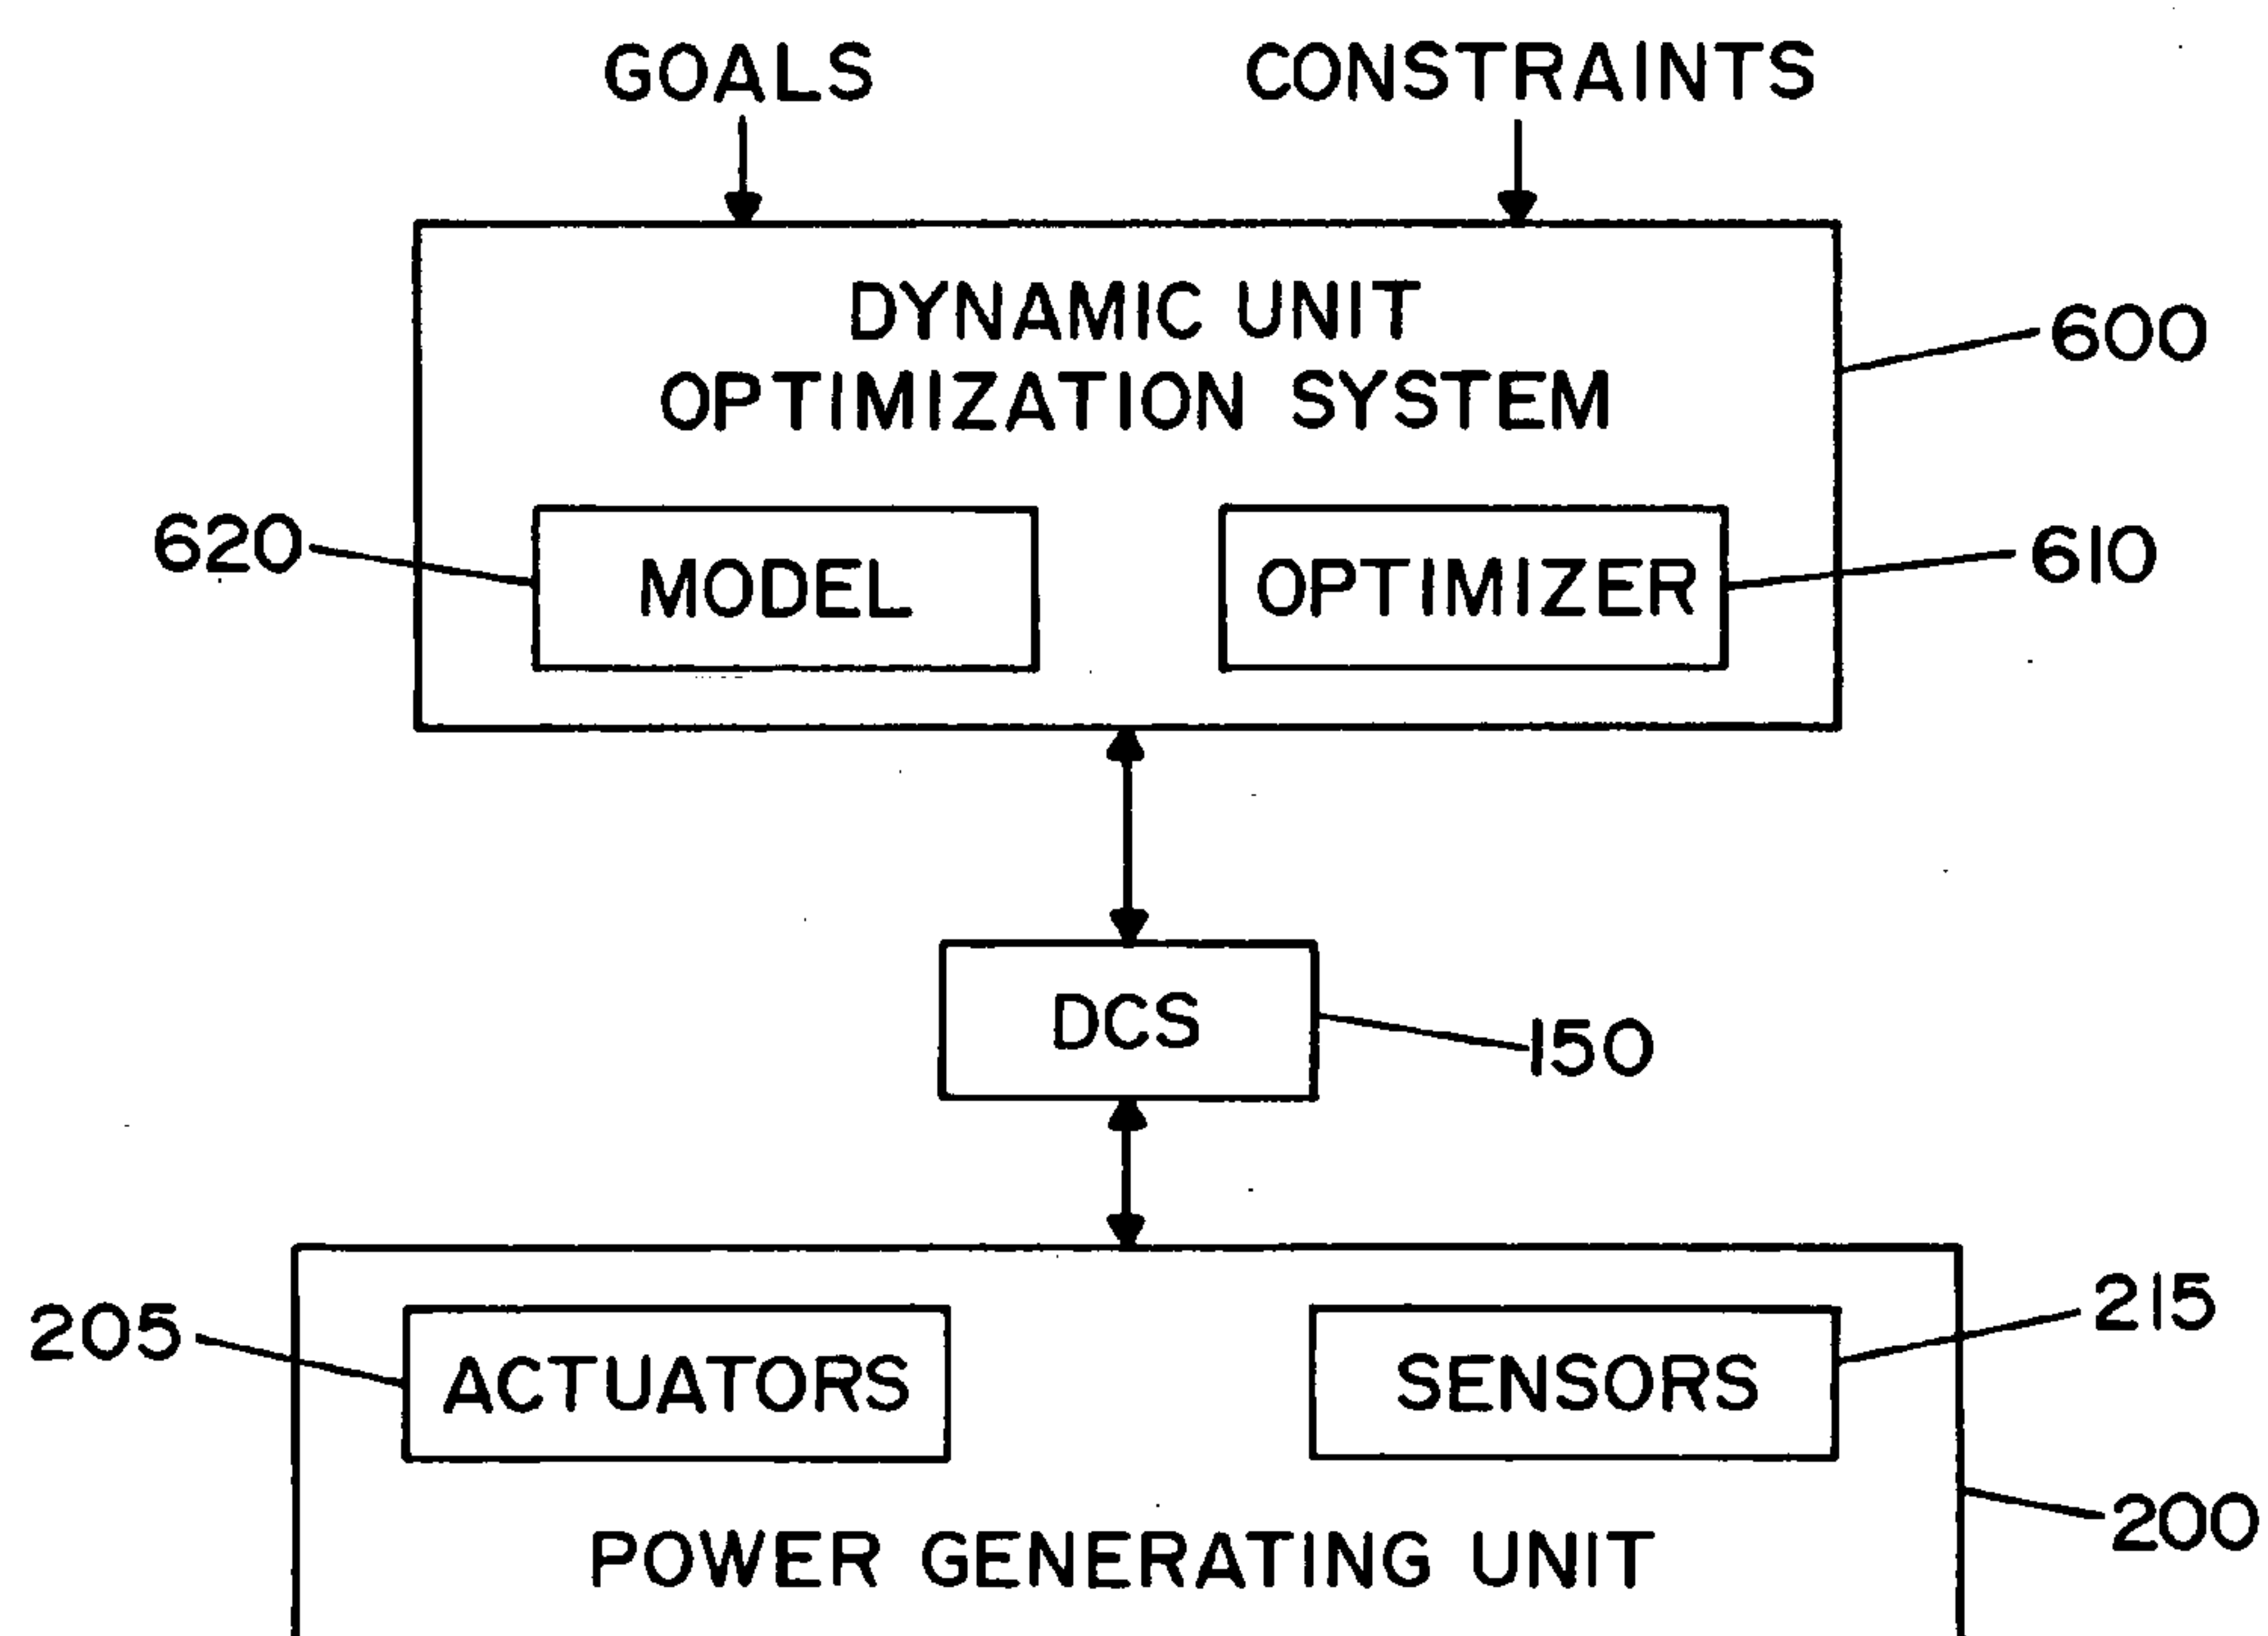 GOALS
CONSTRAINTS
DYNAMIC UNIT
OPTIMIZATION SYSTEM
600
620
MODEL
OPTIMIZER
610
DCS
150
205
ACTUATORS
SENSORS
215
200
POWER GENERATING UNIT